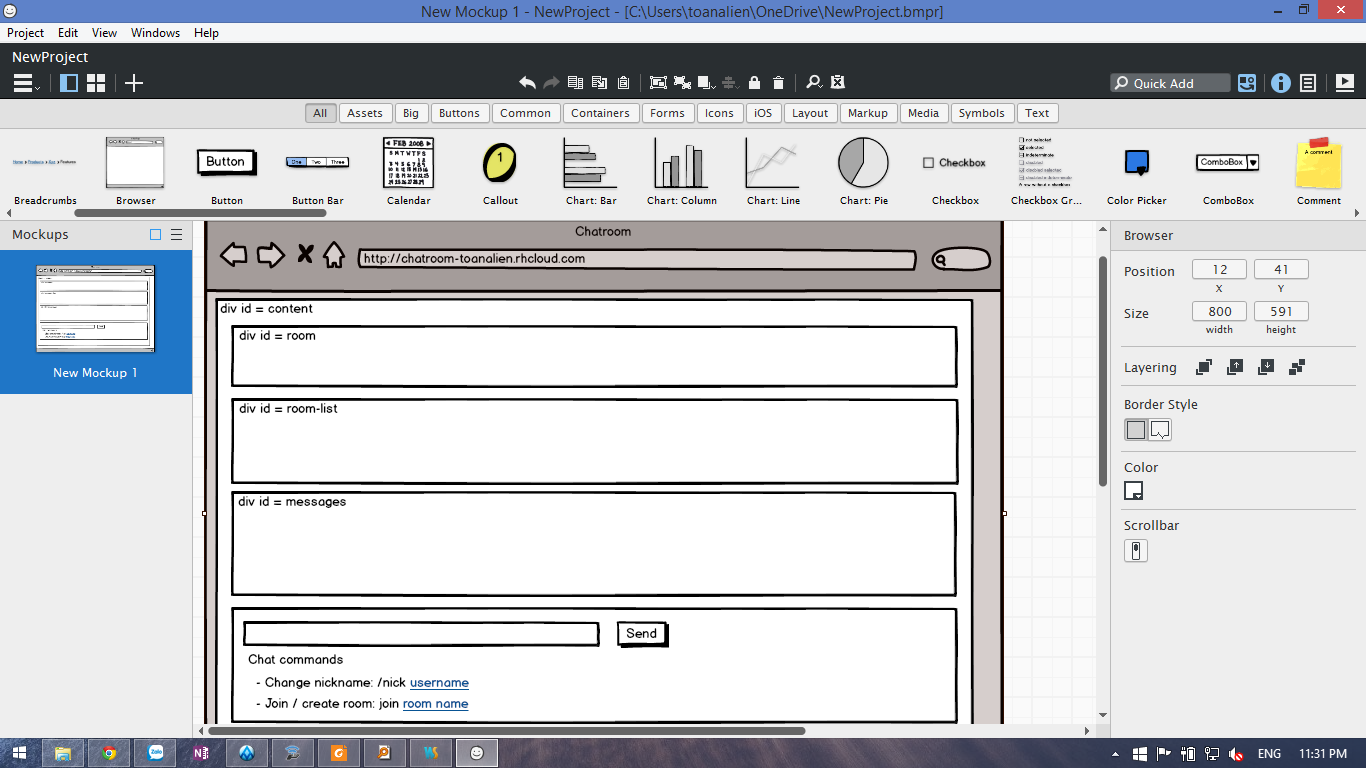 New Mockup 1 - NewProject - [C:\Users\toanalien\OneDrive\NewProject.bmpr]
Project Edit View Windows Help
NewProject
Quick Add
All Assets Big Buttons Common Containers Forms Icons iOS Layout Markup Media Symbols Text
Button
One Two Three
FEB 2008
1
Checkbox
ComboBox
A comment
Breadcrumbs Browser Button Button Bar Calendar Callout Chart: Bar Chart: Column Chart: Line Chart: Pie Checkbox Checkbox Gr... Color Picker ComboBox Comment
Mockups
New Mockup 1
Chatroom
http://chatroom-toanalien.rhcloud.com
div id = content
div id = room
div id = room-list
div id = messages
Send
Chat commands
- Change nickname: /nick username
- Join / create room: join room name
Browser
Position 12 41
X Y
Size 800 591
width height
Layering
Border Style
Color
Scrollbar
Zalo
ENG 11:31 PM